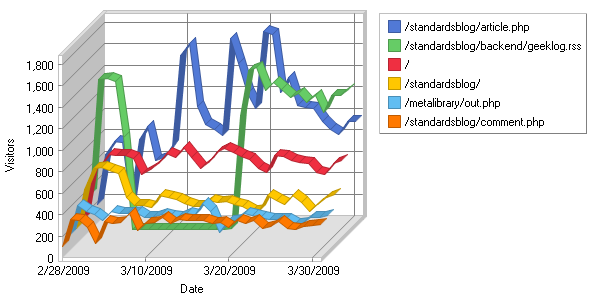 /standardsblog/article.php
/standardsblog/backend/geeklog.rss
/
/standardsblog/
/metalibrary/out.php
/standardsblog/comment.php
1,800
1,600
1,400
1,200
1,000
800
600
400
200
0
Visitors
2/28/2009 3/10/2009 3/20/2009 3/30/2009
Date